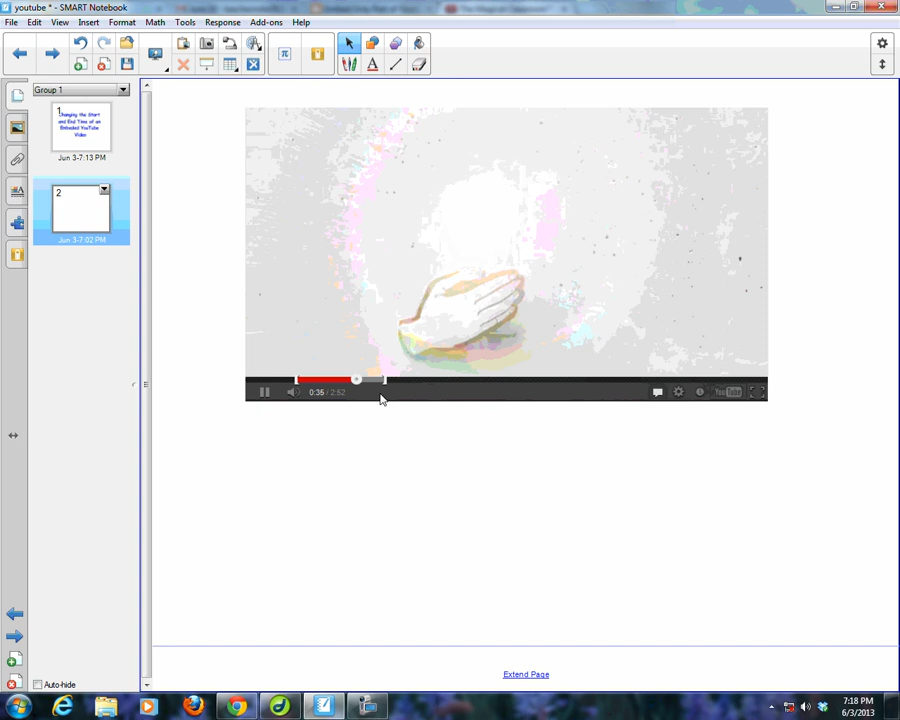 youtube * - SMART Notebook
File Edit View Insert Format Math Tools Response Add-ons Help
π
A
Group 1
1
Changing the Start
and End Time of an
Embeded YouTube
Video
Jun 3-7:13 PM
2
Jun 3-7:02 PM
0:35 / 2:52
YouTube
Extend Page
Auto-hide
7:18 PM
6/3/2013